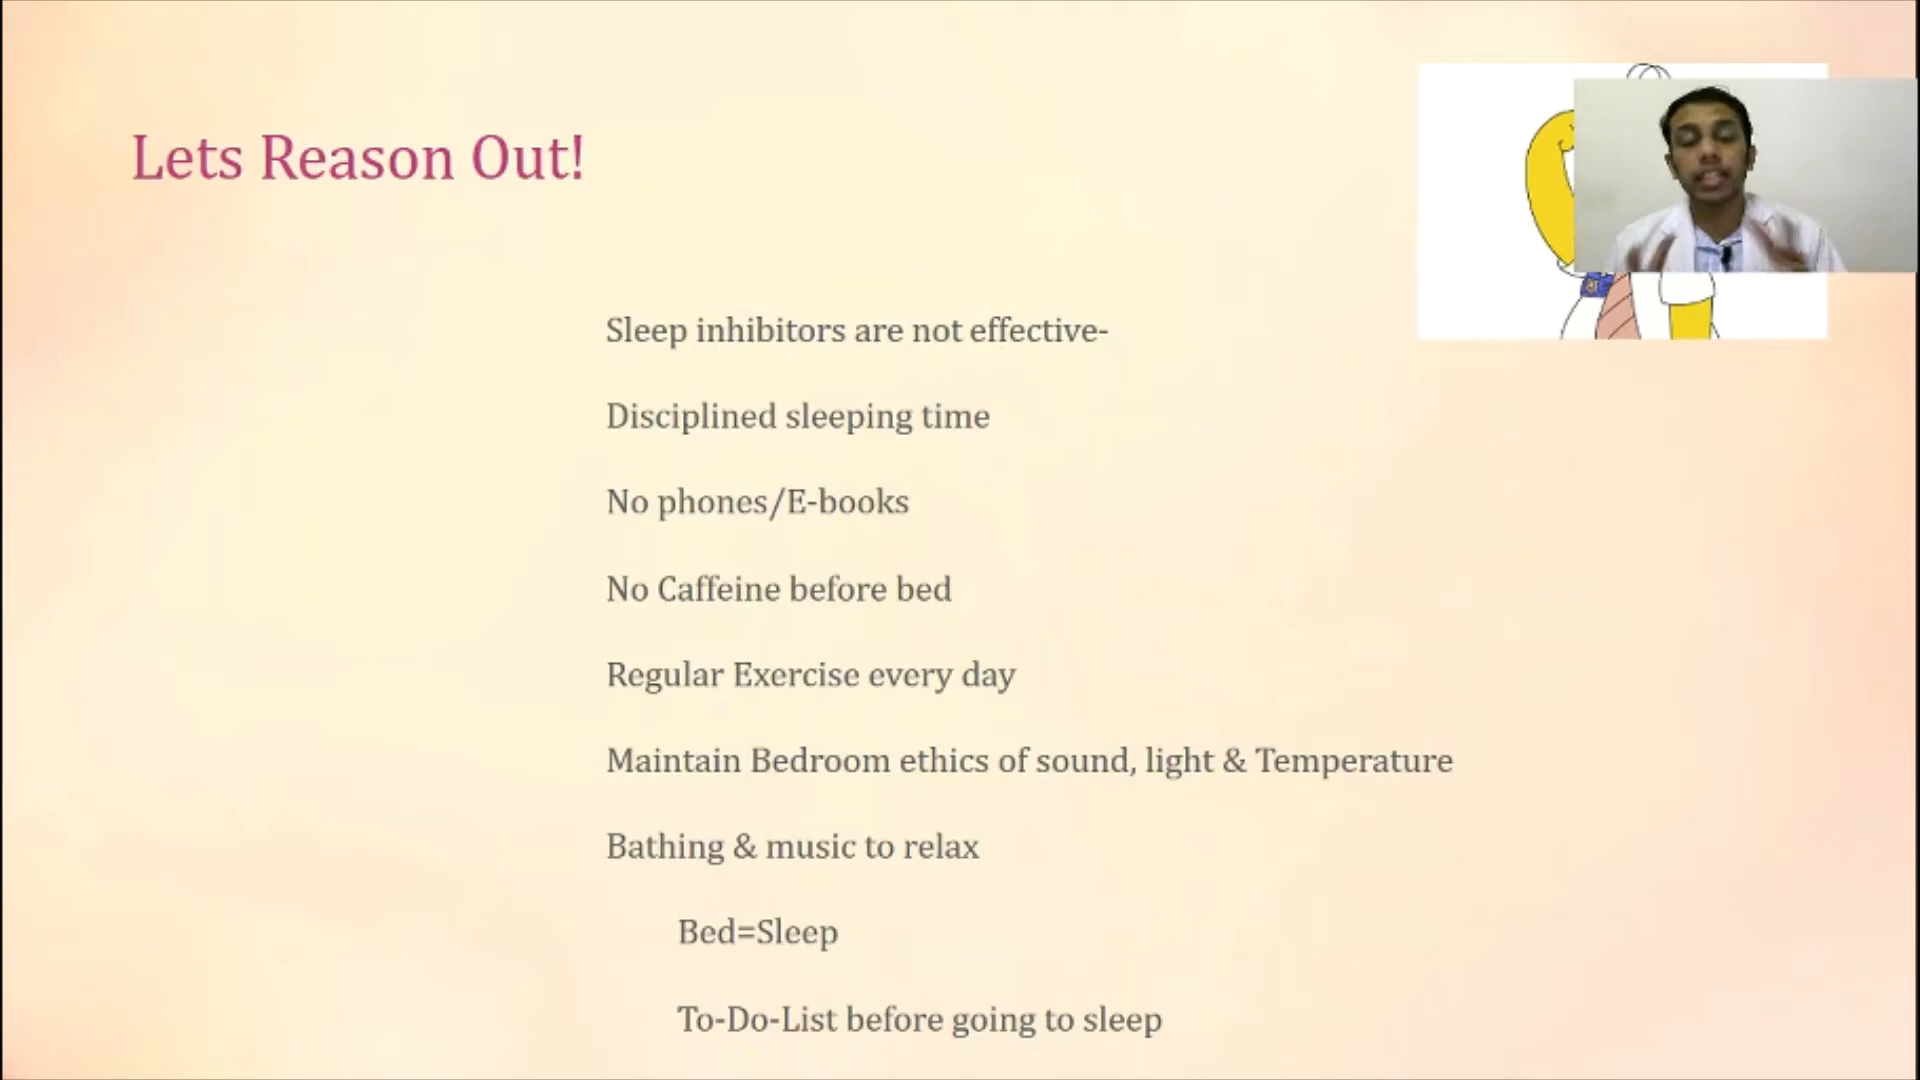 Lets Reason Out!
Sleep inhibitors are not effective-
Disciplined sleeping time
No phones/E-books
No Caffeine before bed
Regular Exercise every day
Maintain Bedroom ethics of sound, light & Temperature
Bathing & music to relax
Bed=Sleep
To-Do-List before going to sleep